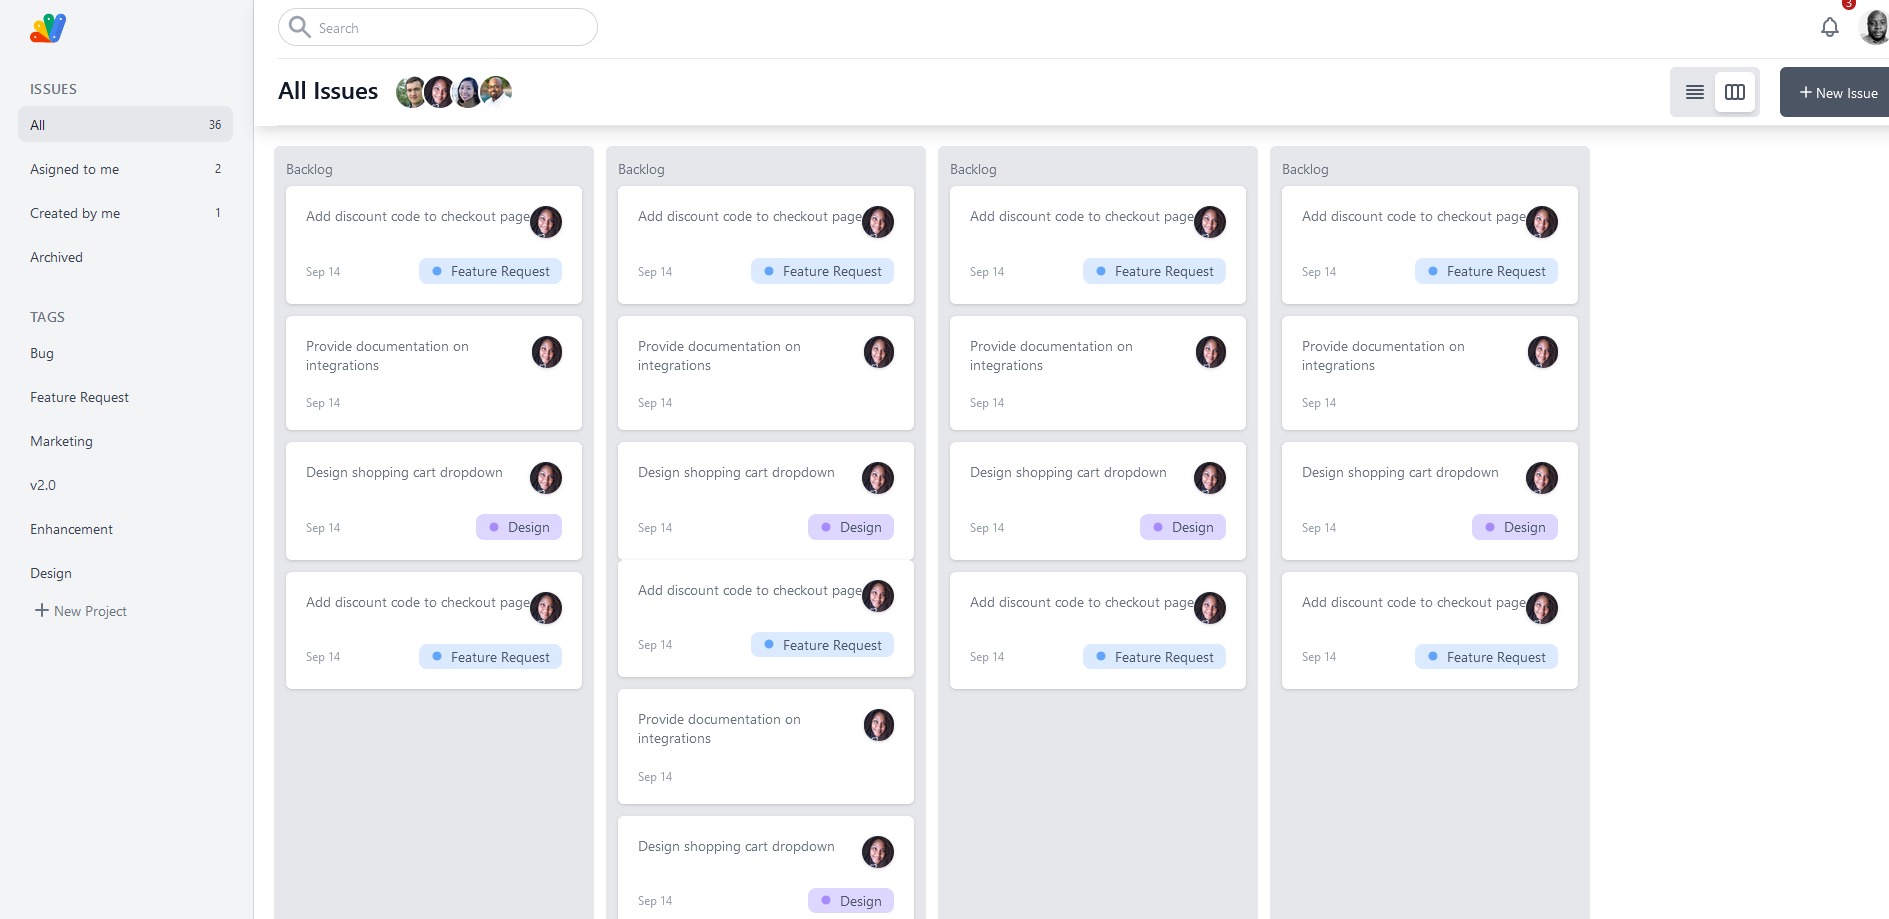 Search
3
All Issues
New Issue
ISSUES
All 36
Asigned to me 2
Created by me 1
Archived
TAGS
Bug
Feature Request
Marketing
v2.0
Enhancement
Design
New Project
Backlog
Add discount code to checkout page
Sep 14 Feature Request
Provide documentation on
integrations
Sep 14
Design shopping cart dropdown
Sep 14 Design
Add discount code to checkout page
Sep 14 Feature Request
Backlog
Add discount code to checkout page
Sep 14 Feature Request
Provide documentation on
integrations
Sep 14
Design shopping cart dropdown
Sep 14 Design
Add discount code to checkout page
Sep 14 Feature Request
Provide documentation on
integrations
Sep 14
Design shopping cart dropdown
Sep 14 Design
Backlog
Add discount code to checkout page
Sep 14 Feature Request
Provide documentation on
integrations
Sep 14
Design shopping cart dropdown
Sep 14 Design
Add discount code to checkout page
Sep 14 Feature Request
Backlog
Add discount code to checkout page
Sep 14 Feature Request
Provide documentation on
integrations
Sep 14
Design shopping cart dropdown
Sep 14 Design
Add discount code to checkout page
Sep 14 Feature Request